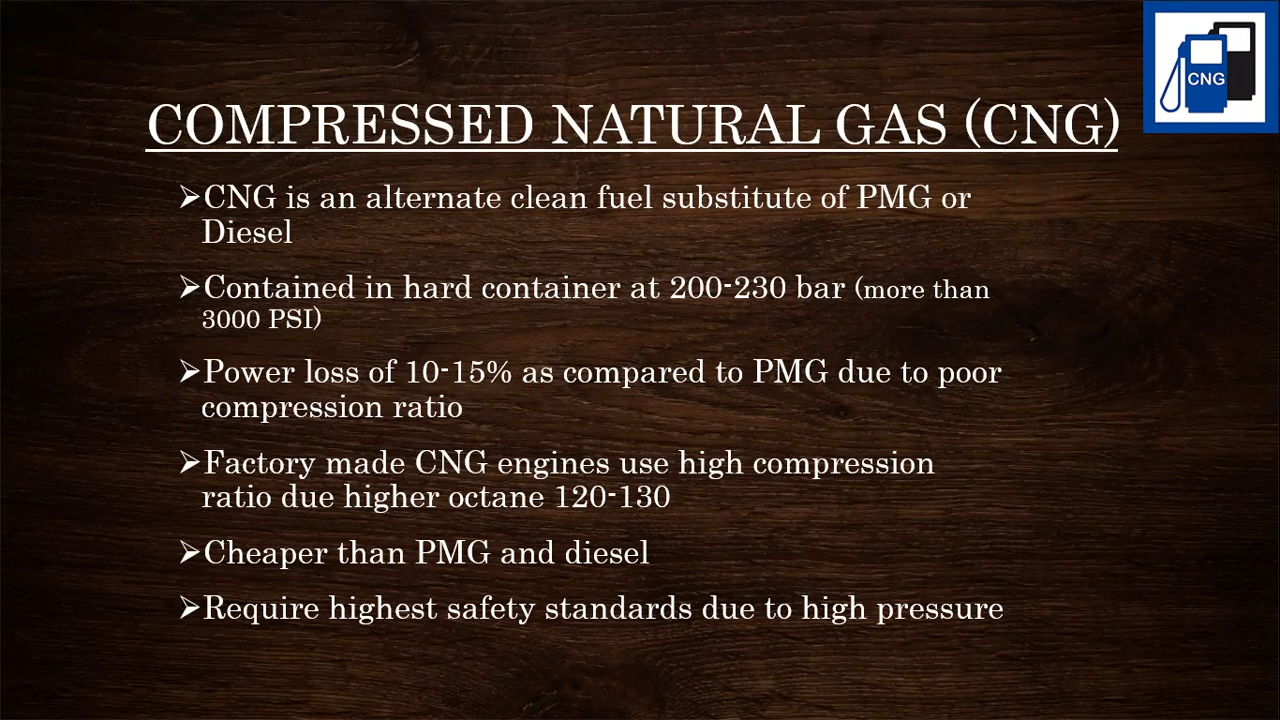 CNG
COMPRESSED NATURAL GAS (CNG)
➢CNG is an alternate clean fuel substitute of PMG or
Diesel
➢Contained in hard container at 200-230 bar (more than
3000 PSI)
➢Power loss of 10-15% as compared to PMG due to poor
compression ratio
➢Factory made CNG engines use high compression
ratio due higher octane 120-130
➢Cheaper than PMG and diesel
➢Require highest safety standards due to high pressure